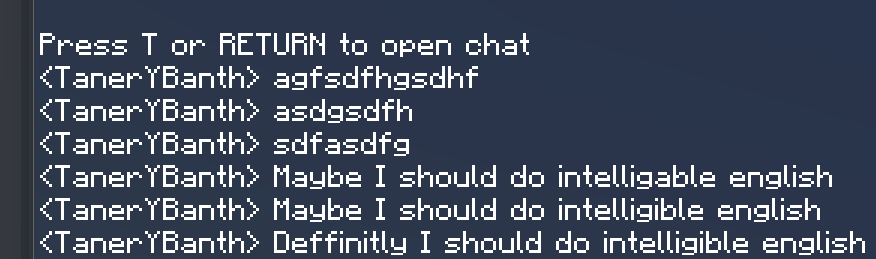 Press T or RETURN to open chat
<TanerYBanth> agfsdfhgsdhf
<TanerYBanth> asdgsdfh
<TanerYBanth> sdfasdfg
<TanerYBanth> Maybe I should do intelligable english
<TanerYBanth> Maybe I should do intelligible english
<TanerYBanth> Deffinitly I should do intelligible english